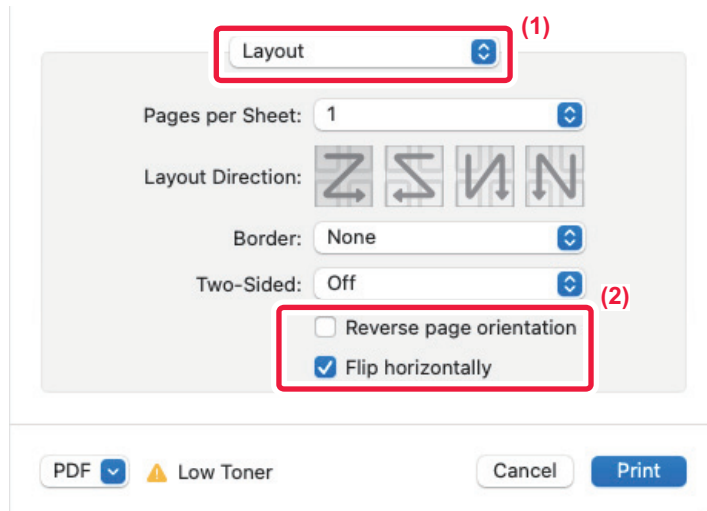 (1)
Layout
Pages per Sheet: 1
Layout Direction:
Border: None
Two-Sided: Off
(2)
Reverse page orientation
Flip horizontally
PDF Low Toner Cancel Print